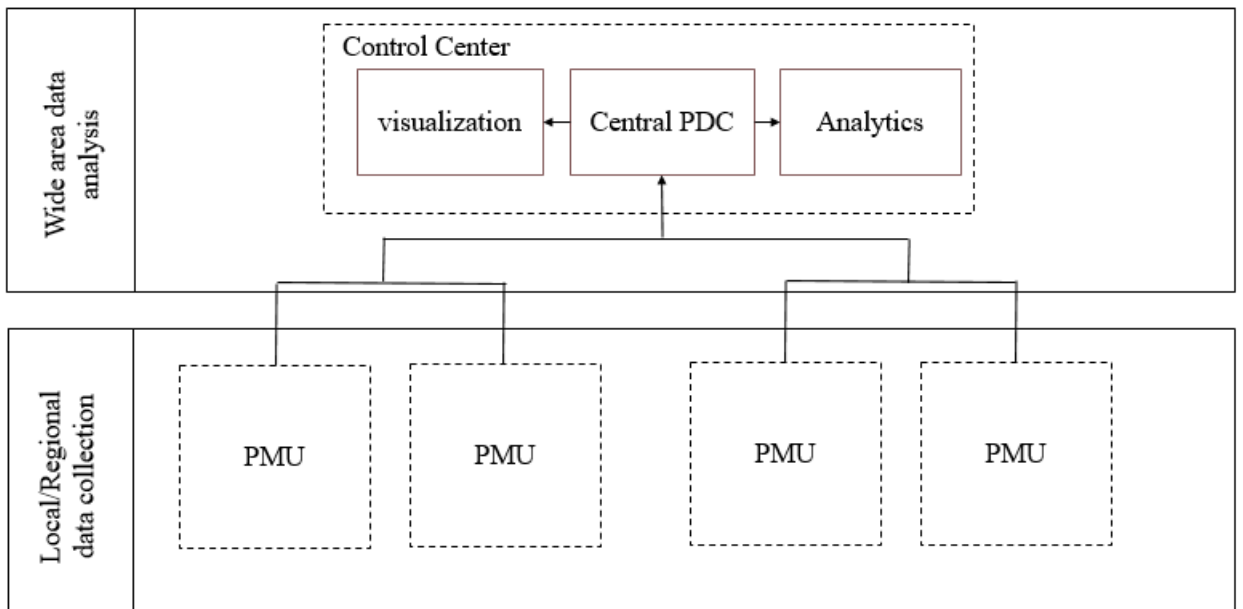 Wide area data
analysis
Control Center
visualization
Central PDC
Analytics
Local/Regional
data collection
PMU
PMU
PMU
PMU